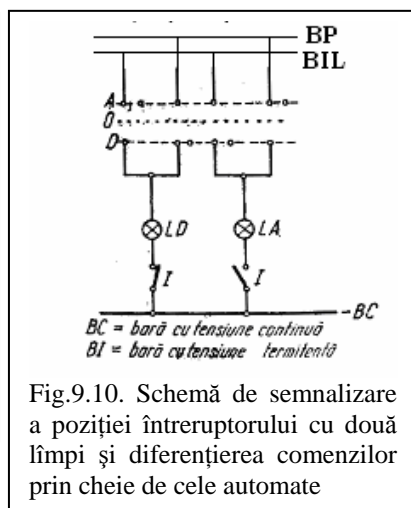 BP
BIL
A
O
D
LD LA
I I
-BC
BC = bară cu tensiune continuă
BI = bară cu tensiune termitentă
Fig.9.10. Schemă de semnalizare
a poziției întreruptorului cu două
lîmpi și diferențierea comenzilor
prin cheie de cele automate